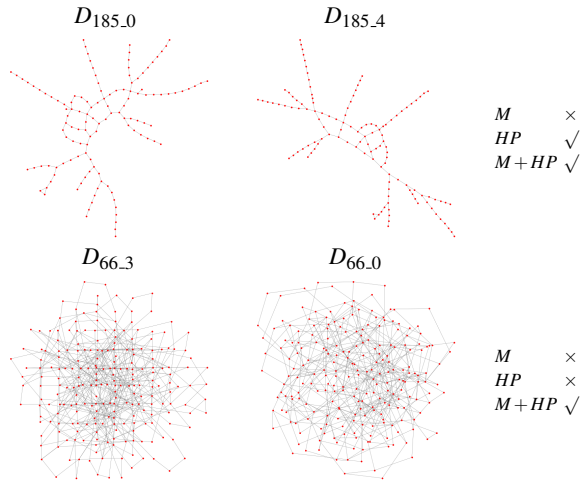 D185_0 D185_4
M ×
HP √
M+HP √
D66_3 D66_0
M ×
HP ×
M+HP √